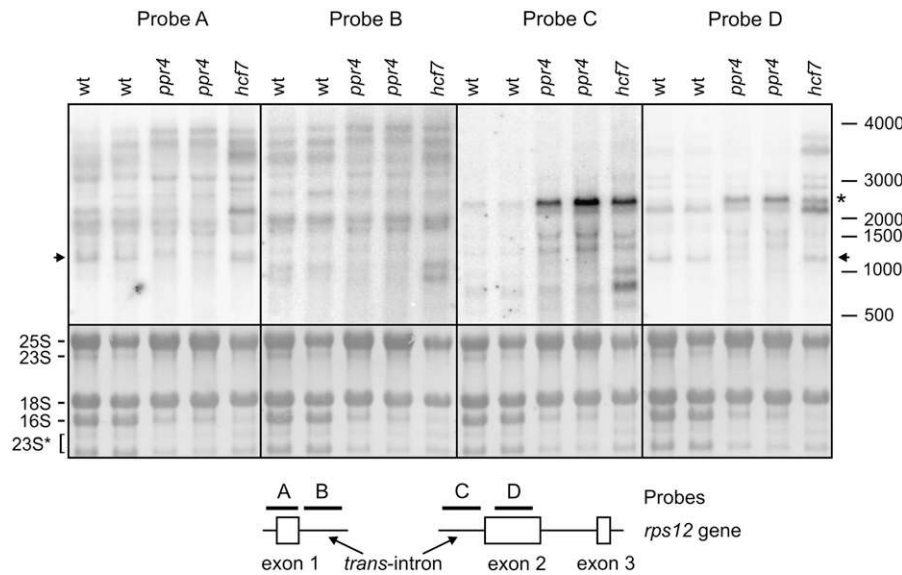 Probe A Probe B Probe C Probe D
wt wt ppr4 ppr4 hcf7 wt wt ppr4 ppr4 hcf7 wt wt ppr4 ppr4 hcf7 wt wt ppr4 ppr4 hcf7
4000
3000
*
2000
1500
1000
500
25S
23S
18S
16S
23S*
A B C D Probes
rps12 gene
exon 1 trans-intron exon 2 exon 3